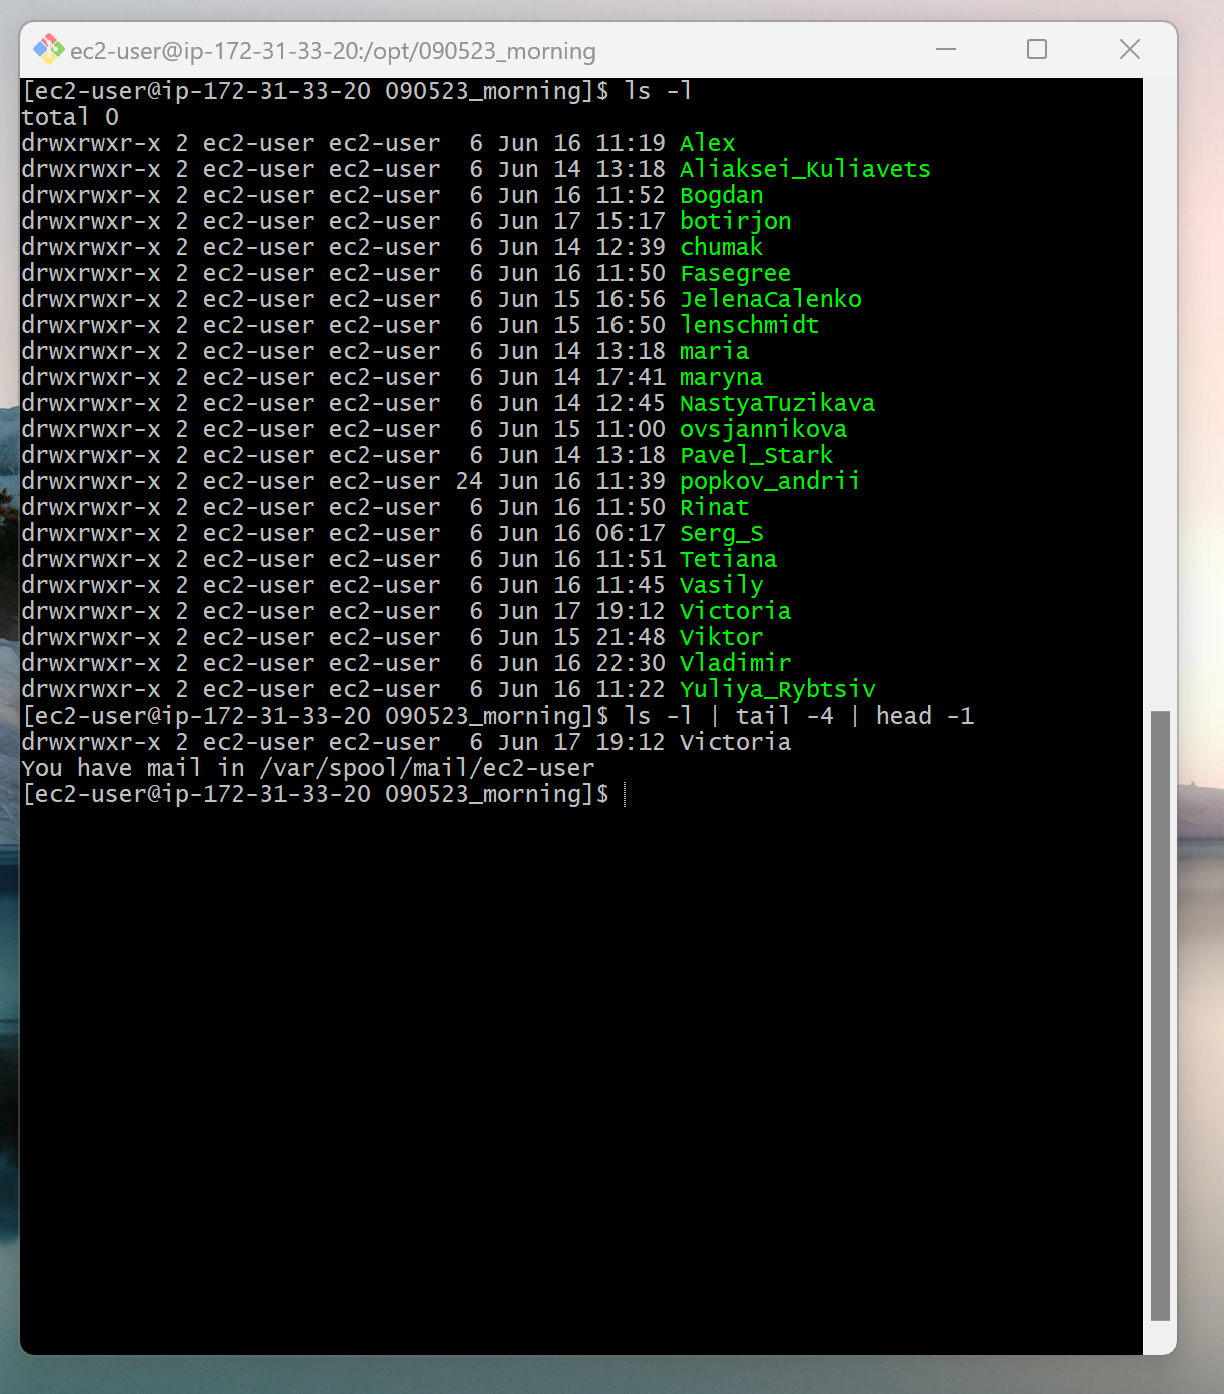 ec2-user@ip-172-31-33-20:/opt/090523_morning
[ec2-user@ip-172-31-33-20 090523_morning]$ ls -l
total 0
drwxrwxr-x 2 ec2-user ec2-user  6 Jun 16 11:19 Alex
drwxrwxr-x 2 ec2-user ec2-user  6 Jun 14 13:18 Aliaksei_Kuliavets
drwxrwxr-x 2 ec2-user ec2-user  6 Jun 16 11:52 Bogdan
drwxrwxr-x 2 ec2-user ec2-user  6 Jun 17 15:17 botirjon
drwxrwxr-x 2 ec2-user ec2-user  6 Jun 14 12:39 chumak
drwxrwxr-x 2 ec2-user ec2-user  6 Jun 16 11:50 Fasegree
drwxrwxr-x 2 ec2-user ec2-user  6 Jun 15 16:56 JelenaCalenko
drwxrwxr-x 2 ec2-user ec2-user  6 Jun 15 16:50 lenschmidt
drwxrwxr-x 2 ec2-user ec2-user  6 Jun 14 13:18 maria
drwxrwxr-x 2 ec2-user ec2-user  6 Jun 14 17:41 maryna
drwxrwxr-x 2 ec2-user ec2-user  6 Jun 14 12:45 NastyaTuzikava
drwxrwxr-x 2 ec2-user ec2-user  6 Jun 15 11:00 ovsjannikova
drwxrwxr-x 2 ec2-user ec2-user  6 Jun 14 13:18 Pavel_Stark
drwxrwxr-x 2 ec2-user ec2-user 24 Jun 16 11:39 popkov_andrii
drwxrwxr-x 2 ec2-user ec2-user  6 Jun 16 11:50 Rinat
drwxrwxr-x 2 ec2-user ec2-user  6 Jun 16 06:17 Serg_S
drwxrwxr-x 2 ec2-user ec2-user  6 Jun 16 11:51 Tetiana
drwxrwxr-x 2 ec2-user ec2-user  6 Jun 16 11:45 Vasily
drwxrwxr-x 2 ec2-user ec2-user  6 Jun 17 19:12 Victoria
drwxrwxr-x 2 ec2-user ec2-user  6 Jun 15 21:48 Viktor
drwxrwxr-x 2 ec2-user ec2-user  6 Jun 16 22:30 Vladimir
drwxrwxr-x 2 ec2-user ec2-user  6 Jun 16 11:22 Yuliya_Rybtsiv
[ec2-user@ip-172-31-33-20 090523_morning]$ ls -l | tail -4 | head -1
drwxrwxr-x 2 ec2-user ec2-user  6 Jun 17 19:12 Victoria
You have mail in /var/spool/mail/ec2-user
[ec2-user@ip-172-31-33-20 090523_morning]$